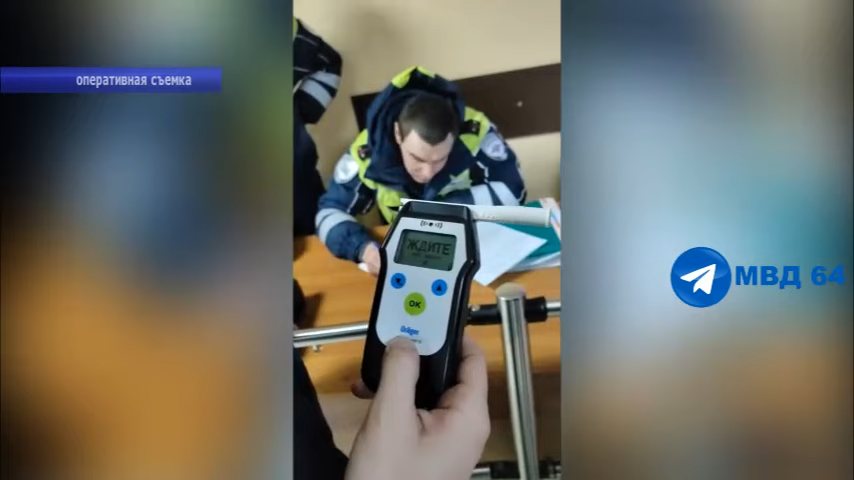 оперативная съемка
ЖДИТЕ
OK
Dräger
МВД 64